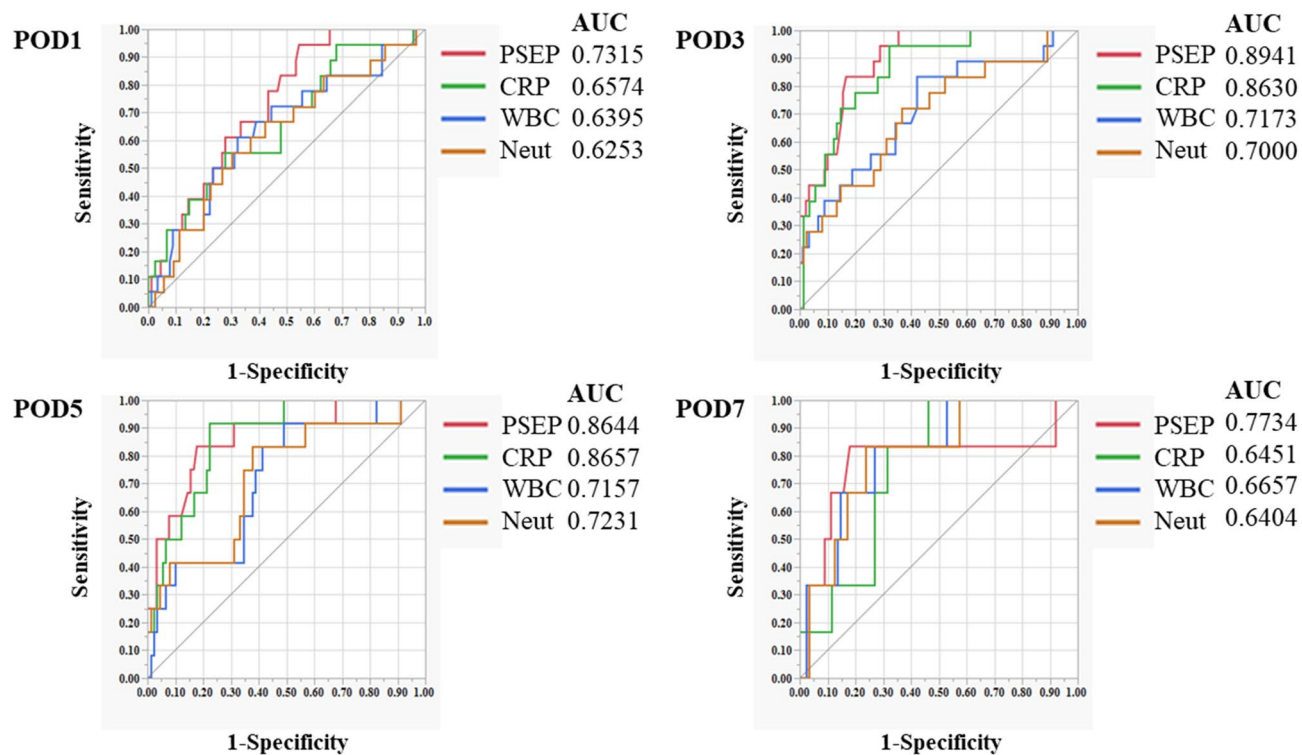 POD1
AUC
PSEP 0.7315
CRP 0.6574
WBC 0.6395
Neut 0.6253
Sensitivity
1.00
0.90
0.80
0.70
0.60
0.50
0.40
0.30
0.20
0.10
0.00
0.0 0.1 0.2 0.3 0.4 0.5 0.6 0.7 0.8 0.9 1.0
1-Specificity
POD3
AUC
PSEP 0.8941
CRP 0.8630
WBC 0.7173
Neut 0.7000
Sensitivity
1.00
0.90
0.80
0.70
0.60
0.50
0.40
0.30
0.20
0.10
0.00
0.00 0.10 0.20 0.30 0.40 0.50 0.60 0.70 0.80 0.90 1.00
1-Specificity
POD5
AUC
PSEP 0.8644
CRP 0.8657
WBC 0.7157
Neut 0.7231
Sensitivity
1.00
0.90
0.80
0.70
0.60
0.50
0.40
0.30
0.20
0.10
0.00
0.00 0.10 0.20 0.30 0.40 0.50 0.60 0.70 0.80 0.90 1.00
1-Specificity
POD7
AUC
PSEP 0.7734
CRP 0.6451
WBC 0.6657
Neut 0.6404
Sensitivity
1.00
0.90
0.80
0.70
0.60
0.50
0.40
0.30
0.20
0.10
0.00
0.00 0.10 0.20 0.30 0.40 0.50 0.60 0.70 0.80 0.90 1.00
1-Specificity